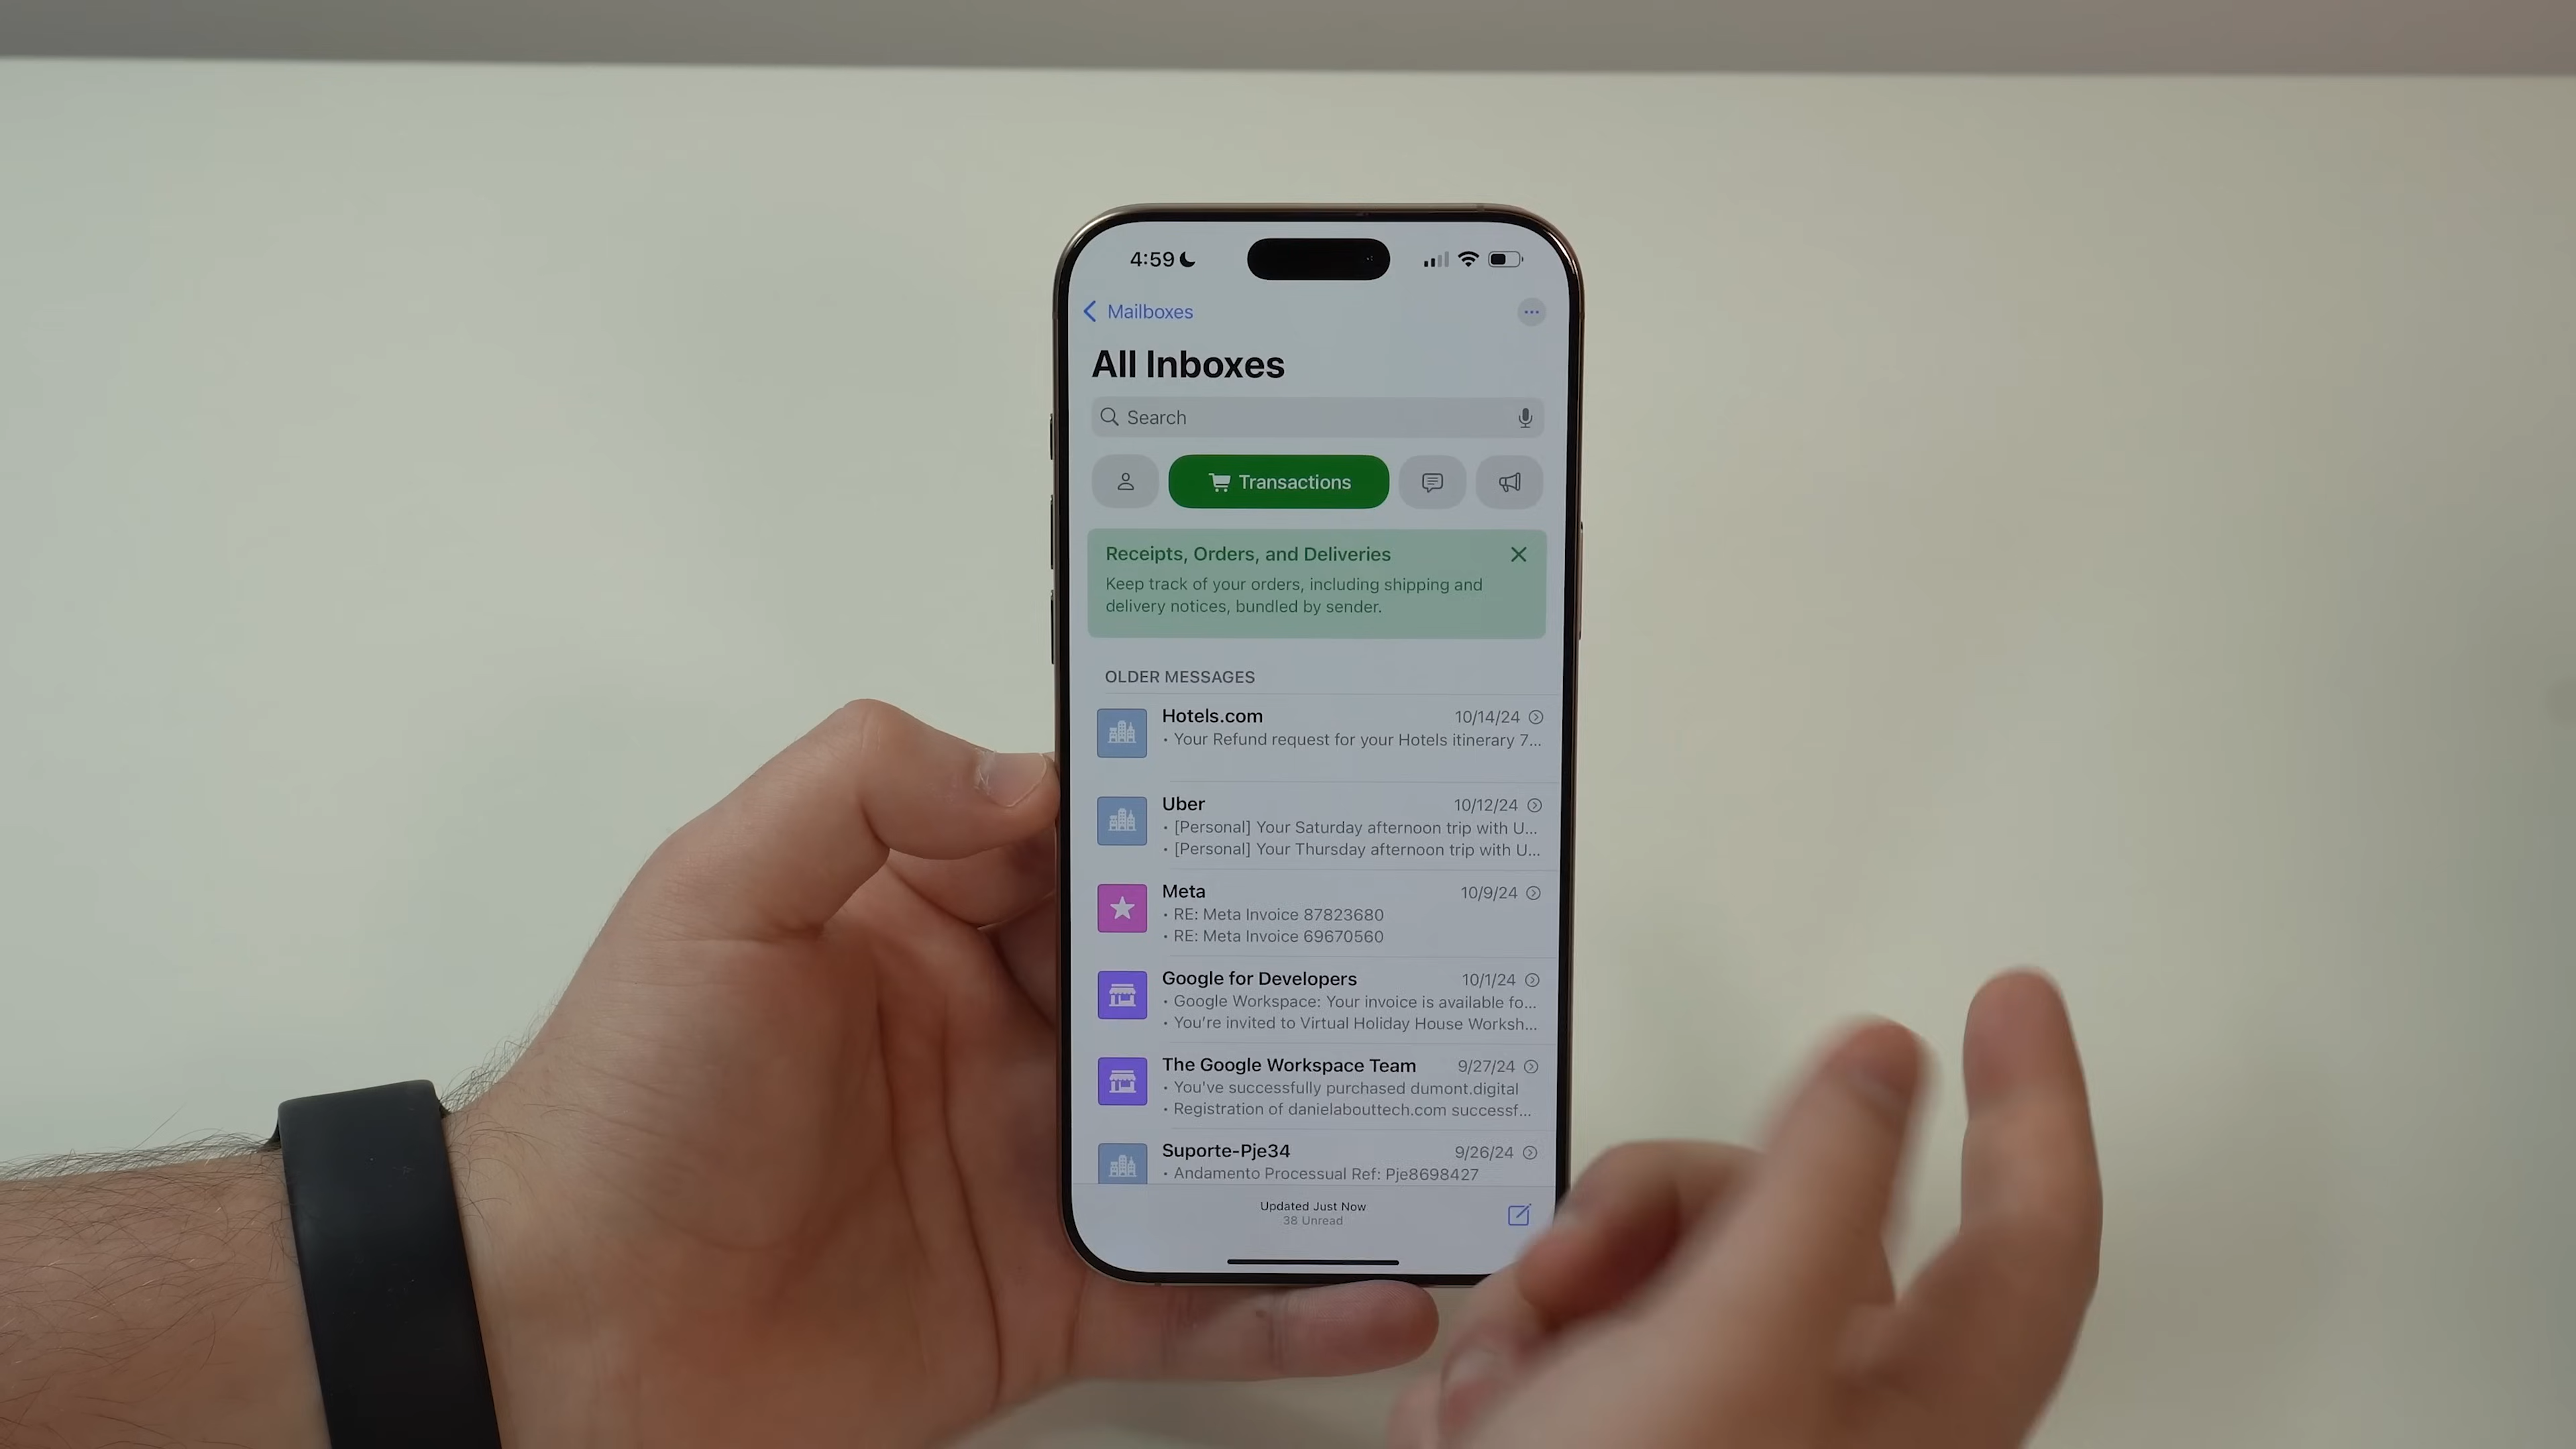 4:59
Mailboxes
All Inboxes
Search
Transactions
Receipts, Orders, and Deliveries
Keep track of your orders, including shipping and
delivery notices, bundled by sender.
OLDER MESSAGES
Hotels.com 10/14/24
• Your Refund request for your Hotels itinerary 7...
Uber 10/12/24
• [Personal] Your Saturday afternoon trip with U...
• [Personal] Your Thursday afternoon trip with U...
Meta 10/9/24
• RE: Meta Invoice 87823680
• RE: Meta Invoice 69670560
Google for Developers 10/1/24
• Google Workspace: Your invoice is available fo...
• You're invited to Virtual Holiday House Worksh...
The Google Workspace Team 9/27/24
• You've successfully purchased dumont.digital
• Registration of danielabouttech.com successf...
Suporte-Pje34 9/26/24
• Andamento Processual Ref: Pje8698427
Updated Just Now
38 Unread